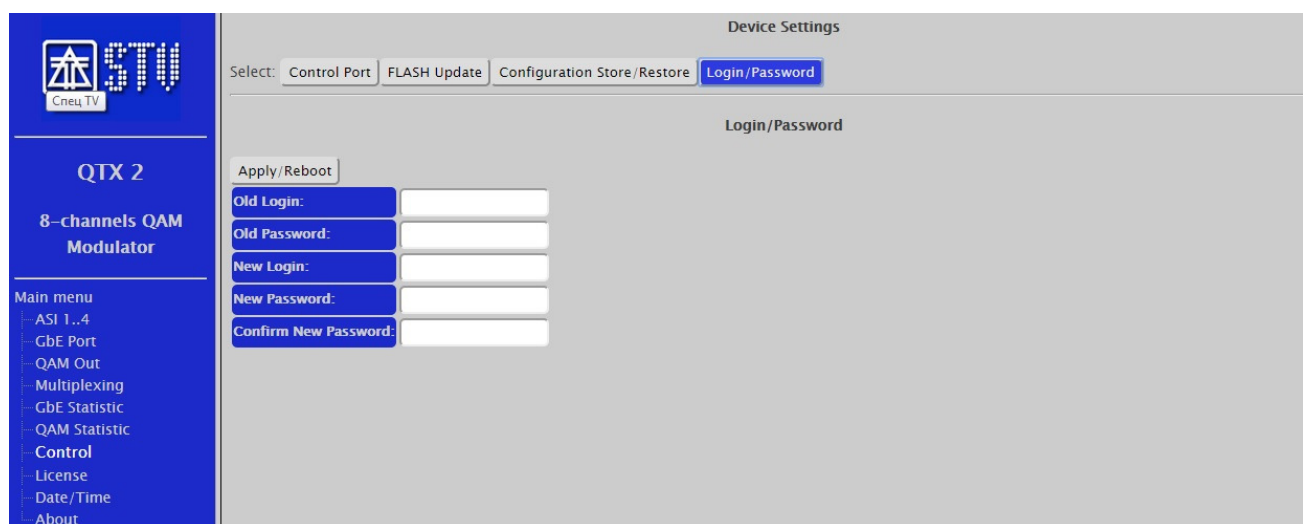 STV
Спец TV
QTX 2
8-channels QAM
Modulator
Main menu
ASI 1..4
GbE Port
QAM Out
Multiplexing
GbE Statistic
QAM Statistic
Control
License
Date/Time
About
Device Settings
Select: Control Port FLASH Update Configuration Store/Restore Login/Password
Login/Password
Apply/Reboot
Old Login:
Old Password:
New Login:
New Password:
Confirm New Password: